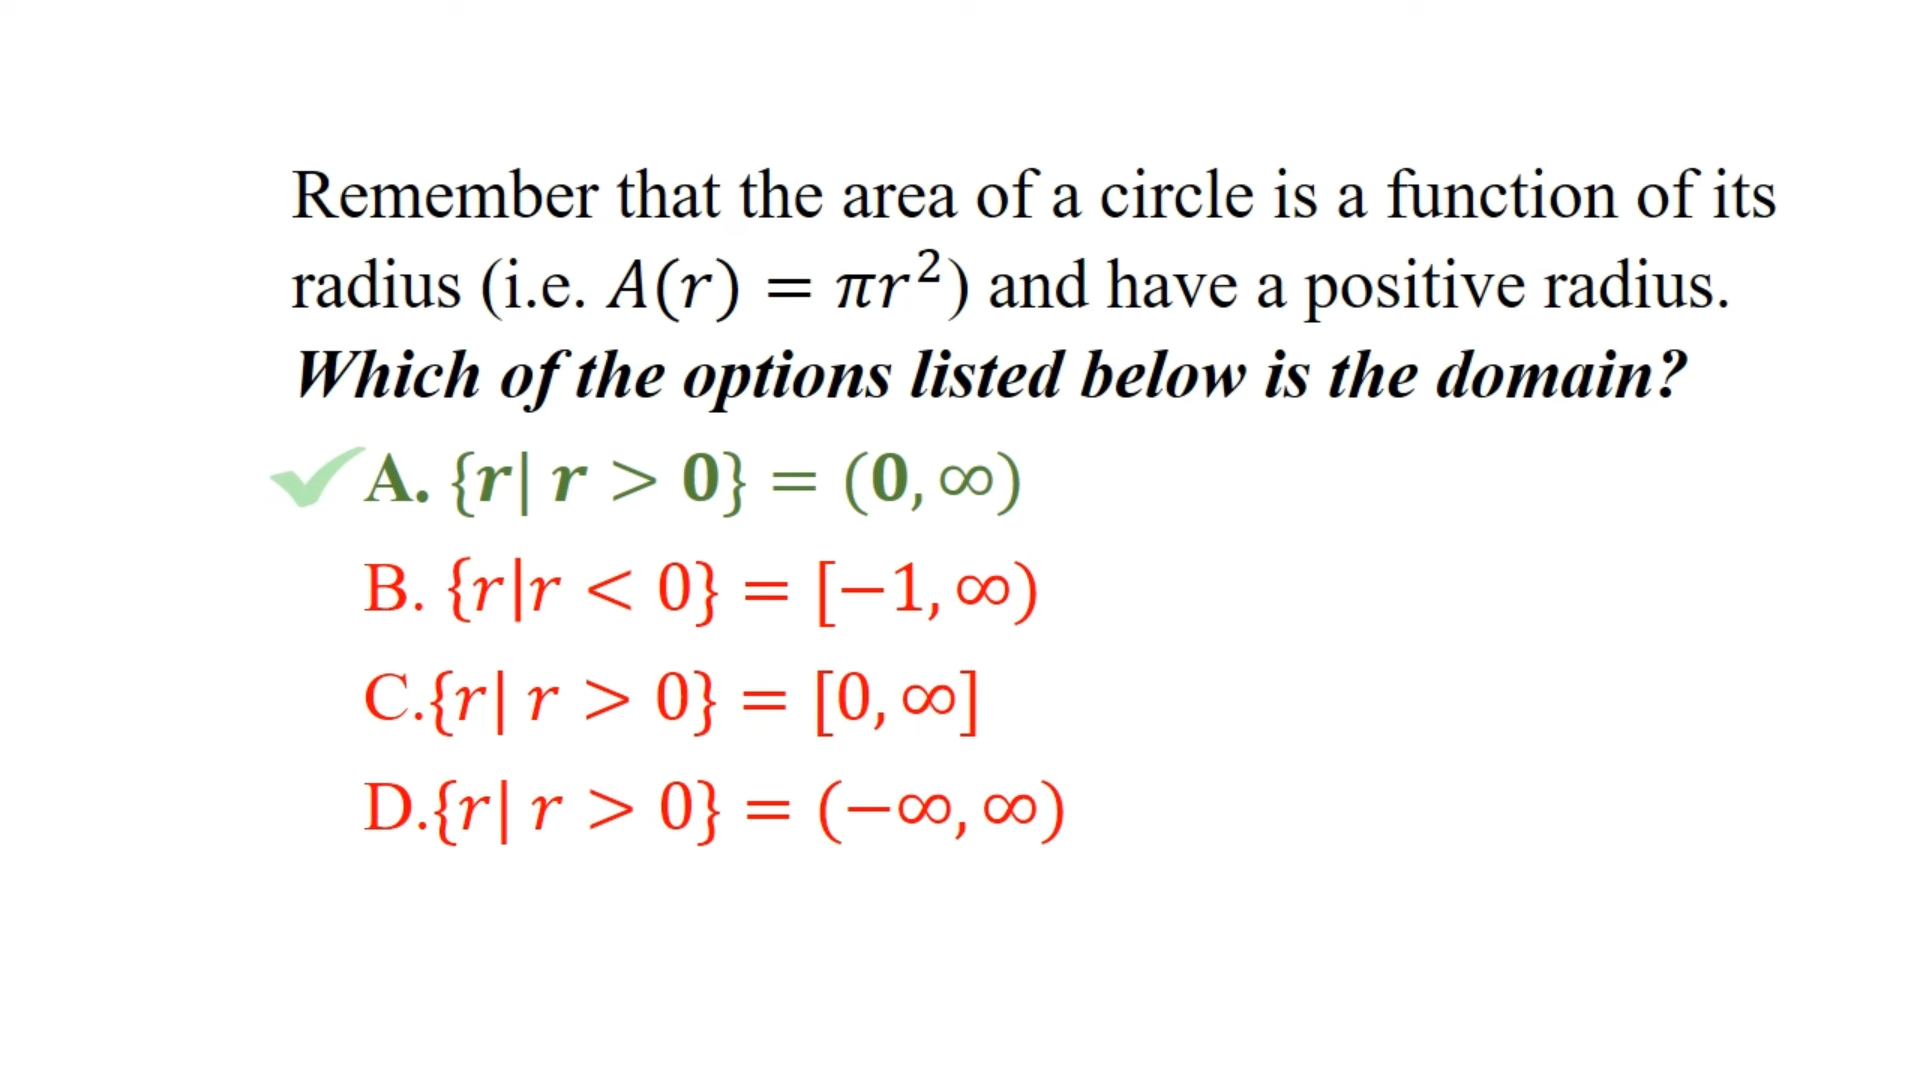 Remember that the area of a circle is a function of its
radius (i.e. A(r) = πr²) and have a positive radius.
Which of the options listed below is the domain?
A. {r| r > 0} = (0, ∞)
B. {r|r < 0} = [−1, ∞)
C.{r| r > 0} = [0, ∞]
D.{r| r > 0} = (−∞, ∞)